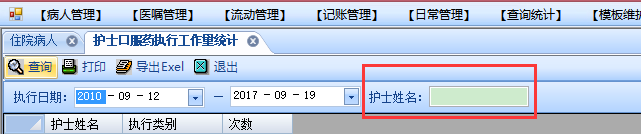 【病人管理】 【医嘱管理】 【流动管理】 【记账管理】 【日常管理】 【查询统计】 【模板维护
住院病人 护士口服药执行工作里统计
查询 打印 导出Exel 退出
执行日期: 2010-09-12 — 2017-09-19 护士姓名:
护士姓名 执行类别 次数